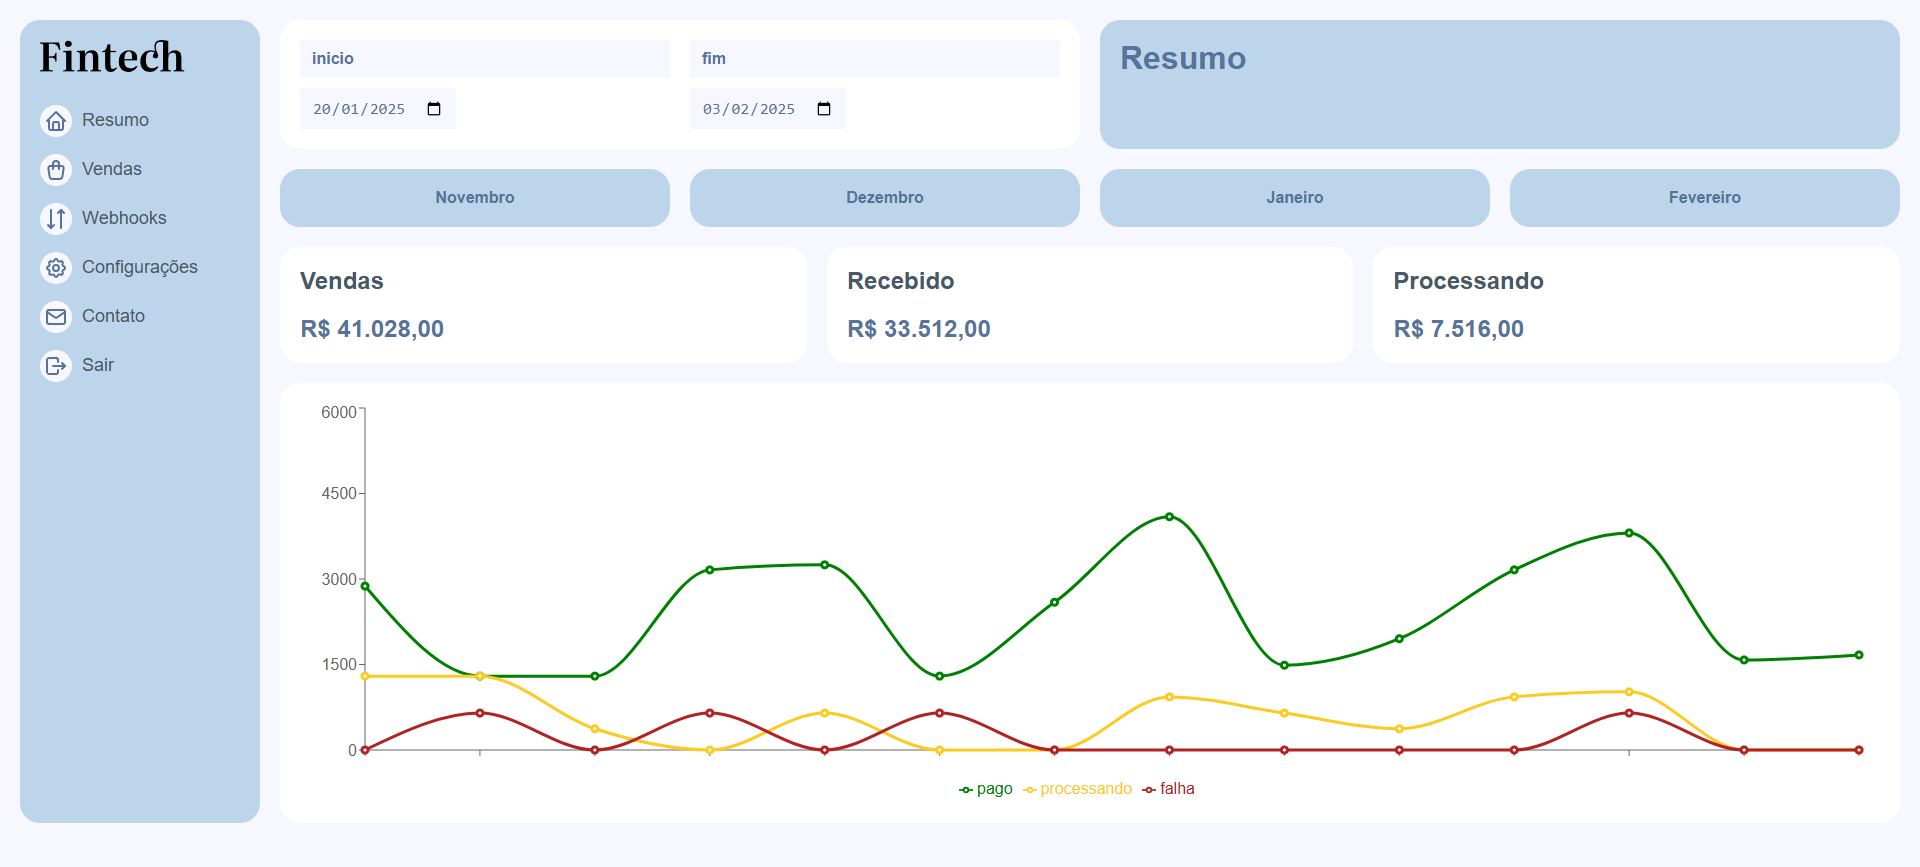 Fintech
Resumo
Vendas
Webhooks
Configurações
Contato
Sair
inicio
20/01/2025
fim
03/02/2025
Resumo
Novembro
Dezembro
Janeiro
Fevereiro
Vendas
R$ 41.028,00
Recebido
R$ 33.512,00
Processando
R$ 7.516,00
6000
4500
3000
1500
0
pago processando falha